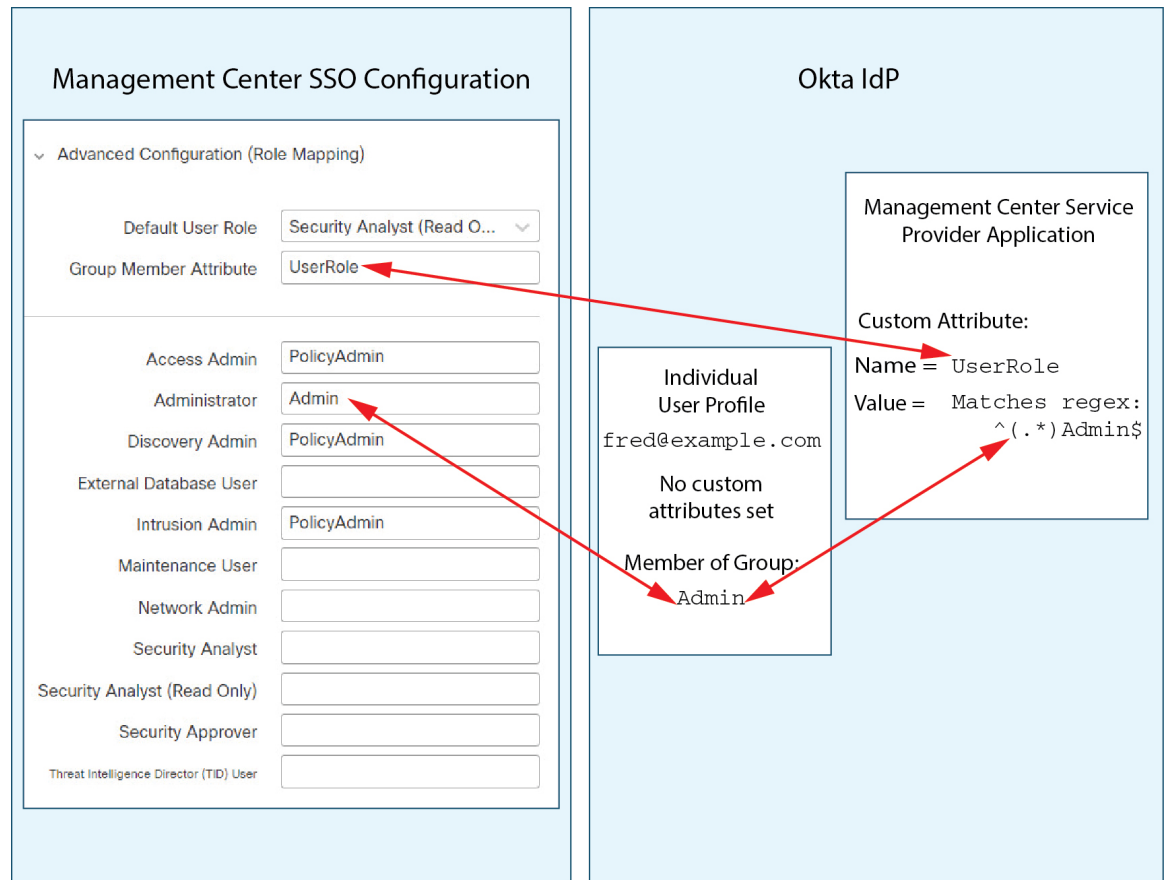 Management Center SSO Configuration
Advanced Configuration (Role Mapping)
Default User Role
Security Analyst (Read O...
Group Member Attribute
UserRole
Access Admin
PolicyAdmin
Administrator
Admin
Discovery Admin
PolicyAdmin
External Database User
Intrusion Admin
PolicyAdmin
Maintenance User
Network Admin
Security Analyst
Security Analyst (Read Only)
Security Approver
Threat Intelligence Director (TID) User
Okta IdP
Individual
User Profile
fred@example.com
No custom
attributes set
Member of Group:
Admin
Management Center Service
Provider Application
Custom Attribute:
Name = UserRole
Value = Matches regex:
^(.*)Admin$